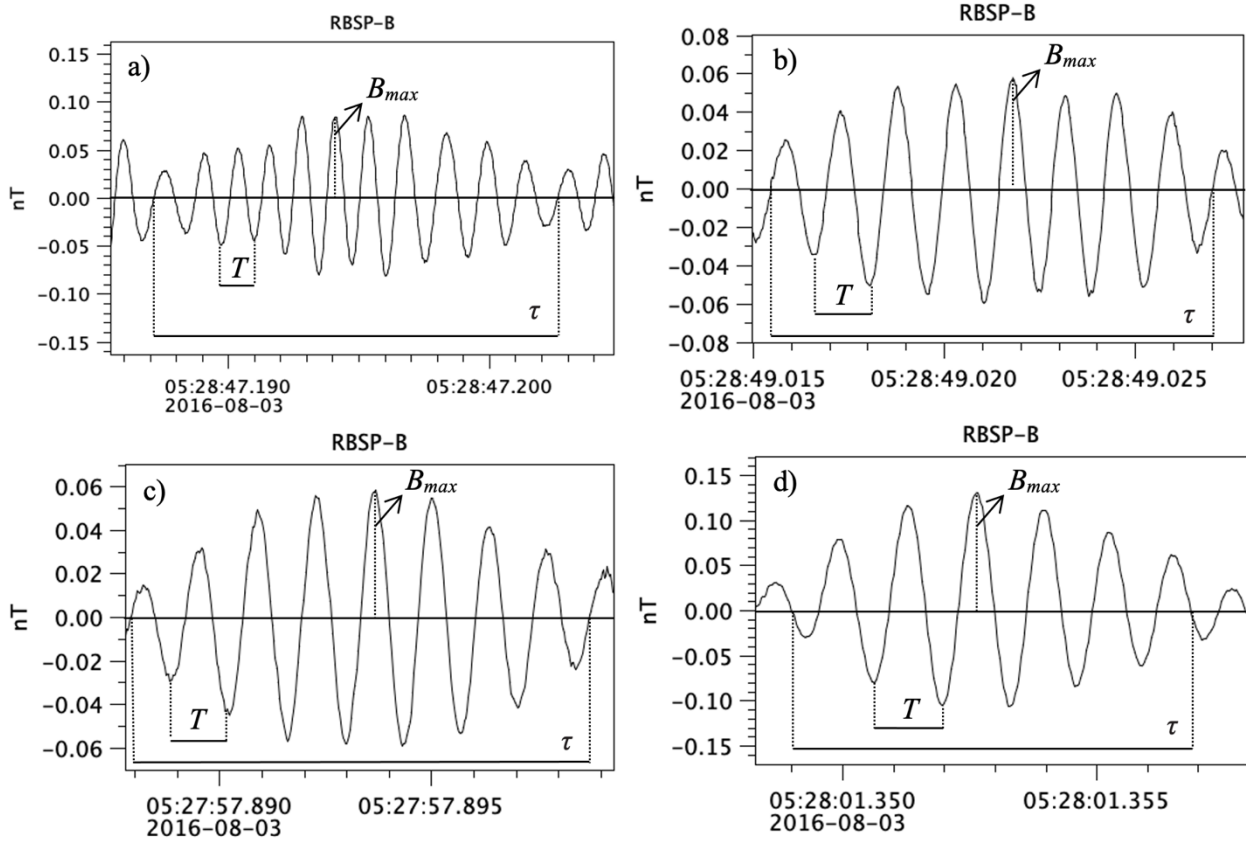 RBSP-B
a)
Bmax
0.15
0.10
0.05
0.00
−0.05
−0.10
−0.15
nT
T
τ
05:28:47.190
05:28:47.200
2016-08-03
RBSP-B
b)
Bmax
0.08
0.06
0.04
0.02
0.00
−0.02
−0.04
−0.06
−0.08
nT
T
τ
05:28:49.015
05:28:49.020
05:28:49.025
2016-08-03
RBSP-B
c)
Bmax
0.06
0.04
0.02
0.00
−0.02
−0.04
−0.06
nT
T
τ
05:27:57.890
05:27:57.895
2016-08-03
RBSP-B
d)
Bmax
0.15
0.10
0.05
0.00
−0.05
−0.10
−0.15
nT
T
τ
05:28:01.350
05:28:01.355
2016-08-03